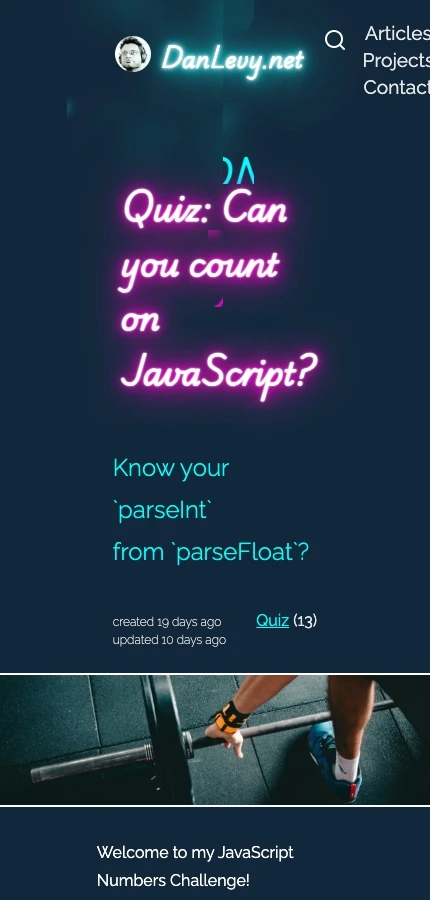 DanLevy.net
Articles
Projects
Contact
Quiz: Can
you count
on
JavaScript?
Know your
`parseInt`
from `parseFloat`?
created 19 days ago
updated 10 days ago
Quiz (13)
Welcome to my JavaScript
Numbers Challenge!